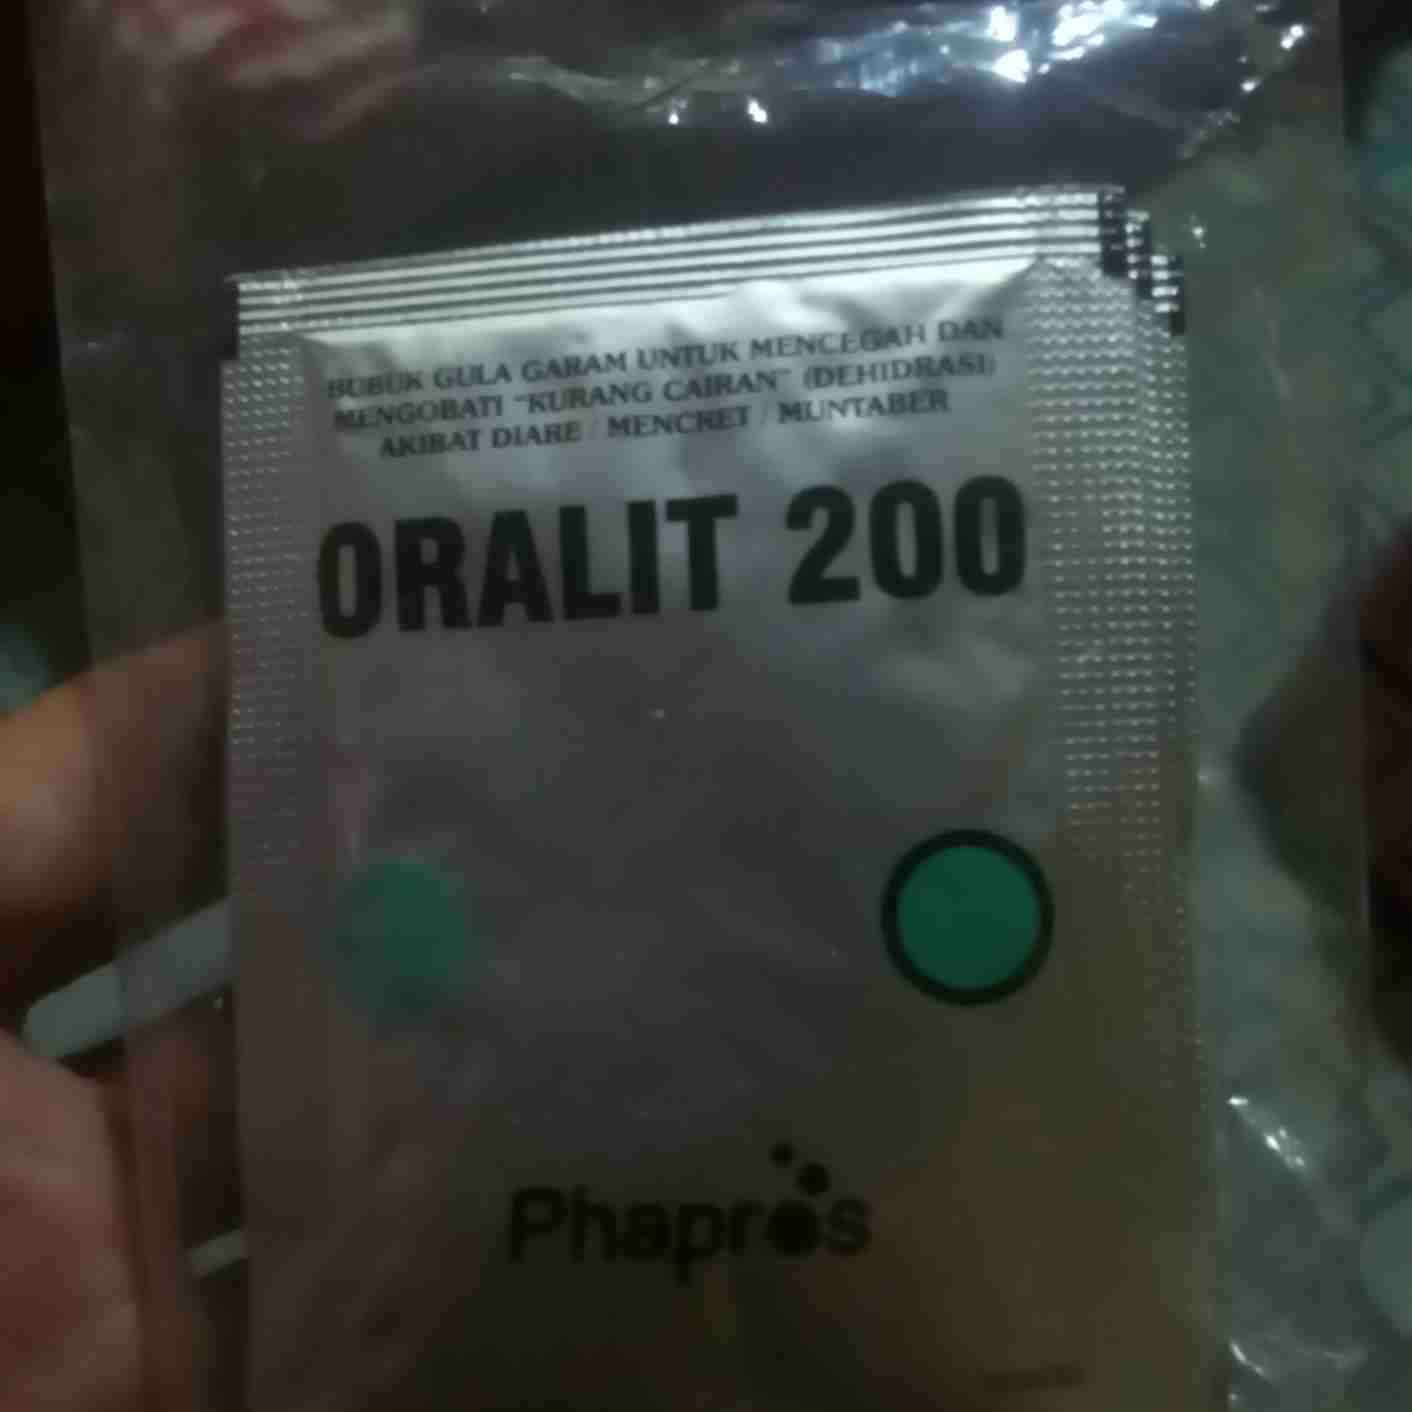 BUBUK GULA GARAM UNTUK MENCEGAH DAN
MENGOBATI "KURANG CAIRAN" (DEHIDRASI)
AKIBAT DIARE / MENCRET / MUNTABER
ORALIT 200
Phapros